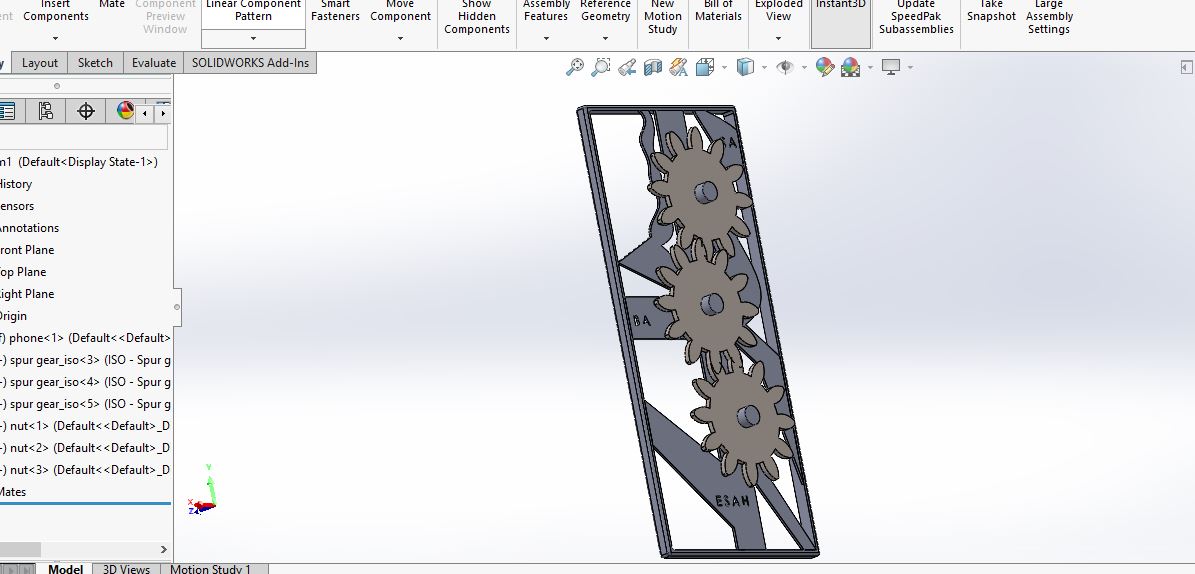 Insert
Components
Mate
Component
Preview
Window
Linear Component
Pattern
Smart
Fasteners
Move
Component
Show
Hidden
Components
Assembly
Features
Reference
Geometry
New
Motion
Study
Bill of
Materials
Exploded
View
Instant3D
Update
SpeedPak
Subassemblies
Take
Snapshot
Large
Assembly
Settings
Layout
Sketch
Evaluate
SOLIDWORKS Add-Ins
m1 (Default<Display State-1>)
History
ensors
Annotations
ront Plane
op Plane
Right Plane
Origin
f) phone<1> (Default<<Default>
-) spur gear_iso<3> (ISO - Spur g
-) spur gear_iso<4> (ISO - Spur g
-) spur gear_iso<5> (ISO - Spur g
-) nut<1> (Default<<Default>_D
-) nut<2> (Default<<Default>_D
-) nut<3> (Default<<Default>_D
Mates
BA
ESAH
Y
X
Z
Model
3D Views
Motion Study 1